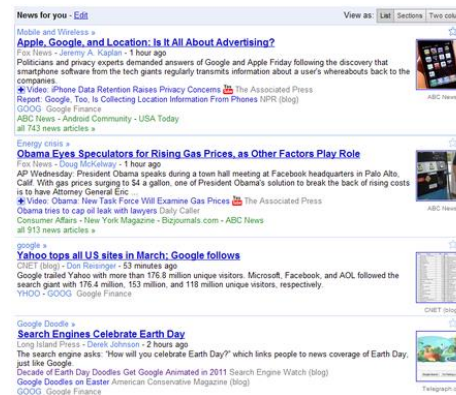 News for you - Edit
View as: List Sections Two colu
Mobile and Wireless »
Apple, Google, and Location: Is It All About Advertising?
Fox News - Jeremy A. Kaplan - 1 hour ago
Politicians and privacy experts demanded answers of Google and Apple Friday following the discovery that
smartphone software from the tech giants regularly transmits information about a user's whereabouts back to the
companies.
Video: iPhone Data Retention Raises Privacy Concerns The Associated Press
Report: Google, Too, Is Collecting Location Information From Phones NPR (blog)
GOOG Google Finance
ABC News - Android Community - USA Today
all 743 news articles »
ABC News
Energy crisis »
Obama Eyes Speculators for Rising Gas Prices, as Other Factors Play Role
Fox News - Doug McKelway - 1 hour ago
AP Wednesday: President Obama speaks during a town hall meeting at Facebook headquarters in Palo Alto,
Calif. With gas prices surging to $4 a gallon, one of President Obama's solution to break the back of rising costs
is to have Attorney General Eric ...
Video: Obama: New Task Force Will Examine Gas Prices The Associated Press
Obama tries to cap oil leak with lawyers Daily Caller
Consumer Affairs - New York Magazine - Bizjournals.com - ABC News
all 913 news articles »
ABC News
google »
Yahoo tops all US sites in March; Google follows
CNET (blog) - Don Reisinger - 53 minutes ago
Google trailed Yahoo with more than 176.8 million unique visitors. Microsoft, Facebook, and AOL followed the
search giant with 176.4 million, 153 million, and 118 million unique visitors, respectively.
YHOO - GOOG Google Finance
CNET (blog
Google Doodle »
Search Engines Celebrate Earth Day
Long Island Press - Derek Johnson - 2 hours ago
The search engine asks: 'How will you celebrate Earth Day?" which links people to news coverage of Earth Day,
just like Google.
Decade of Earth Day Doodles Get Google Animated in 2011 Search Engine Watch (blog)
Google Doodles on Easter American Conservative Magazine (blog)
GOOG Google Finance
Telegraph.c